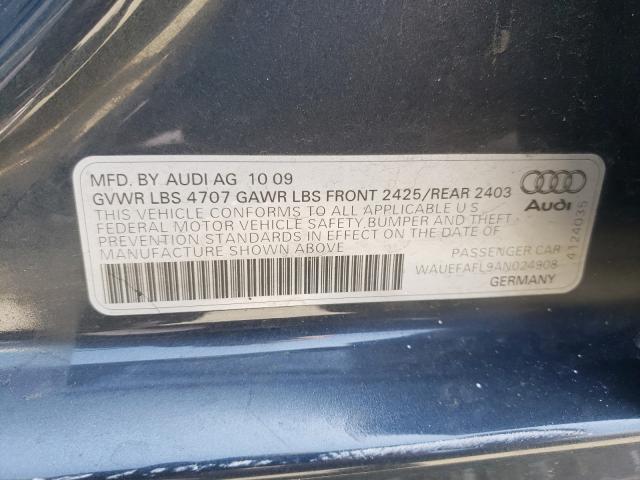 MFD. BY AUDI AG 10 09
GVWR LBS 4707 GAWR LBS FRONT 2425/REAR 2403
THIS VEHICLE CONFORMS TO ALL APPLICABLE U S
FEDERAL MOTOR VEHICLE SAFETY,BUMPER AND THEFT
PREVENTION STANDARDS IN EFFECT ON THE DATE OF
MANUFACTURE SHOWN ABOVE
PASSENGER CAR
WAUEFAFL9AN024908
GERMANY
Audi
4124035